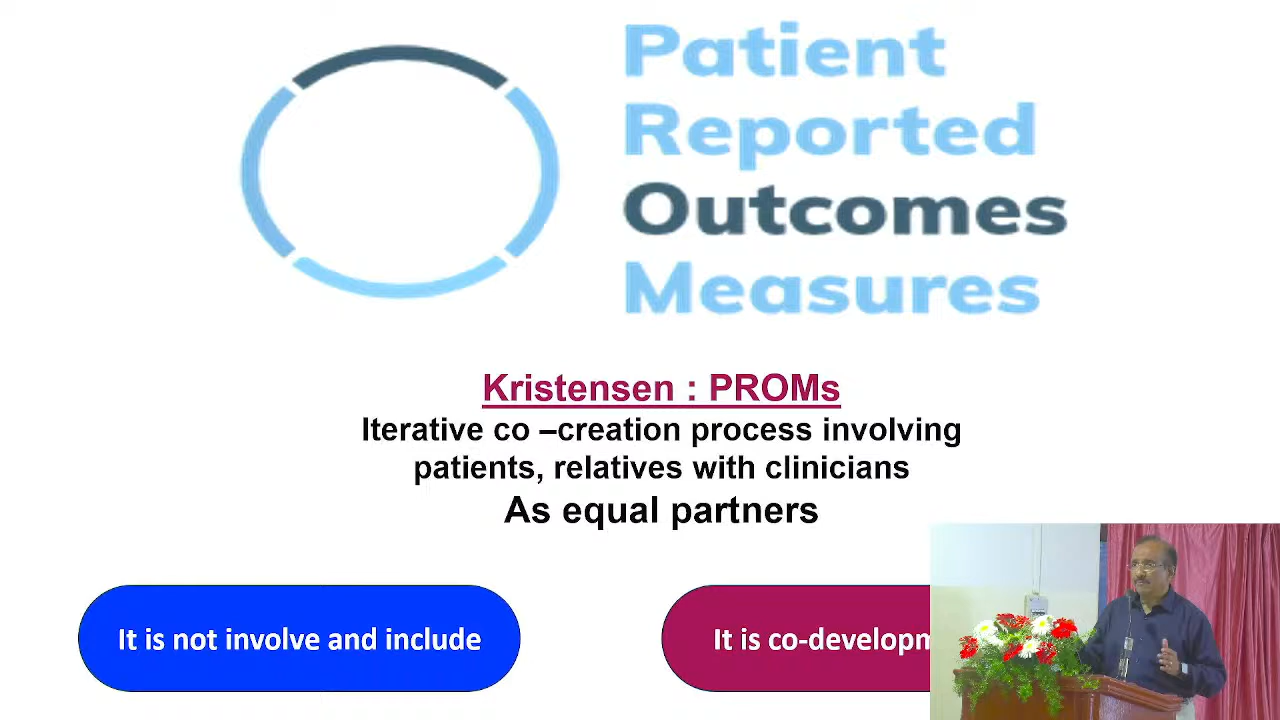 Patient
Reported
Outcomes
Measures
Kristensen : PROMs
Iterative co –creation process involving
patients, relatives with clinicians
As equal partners
It is not involve and include
It is co-developm